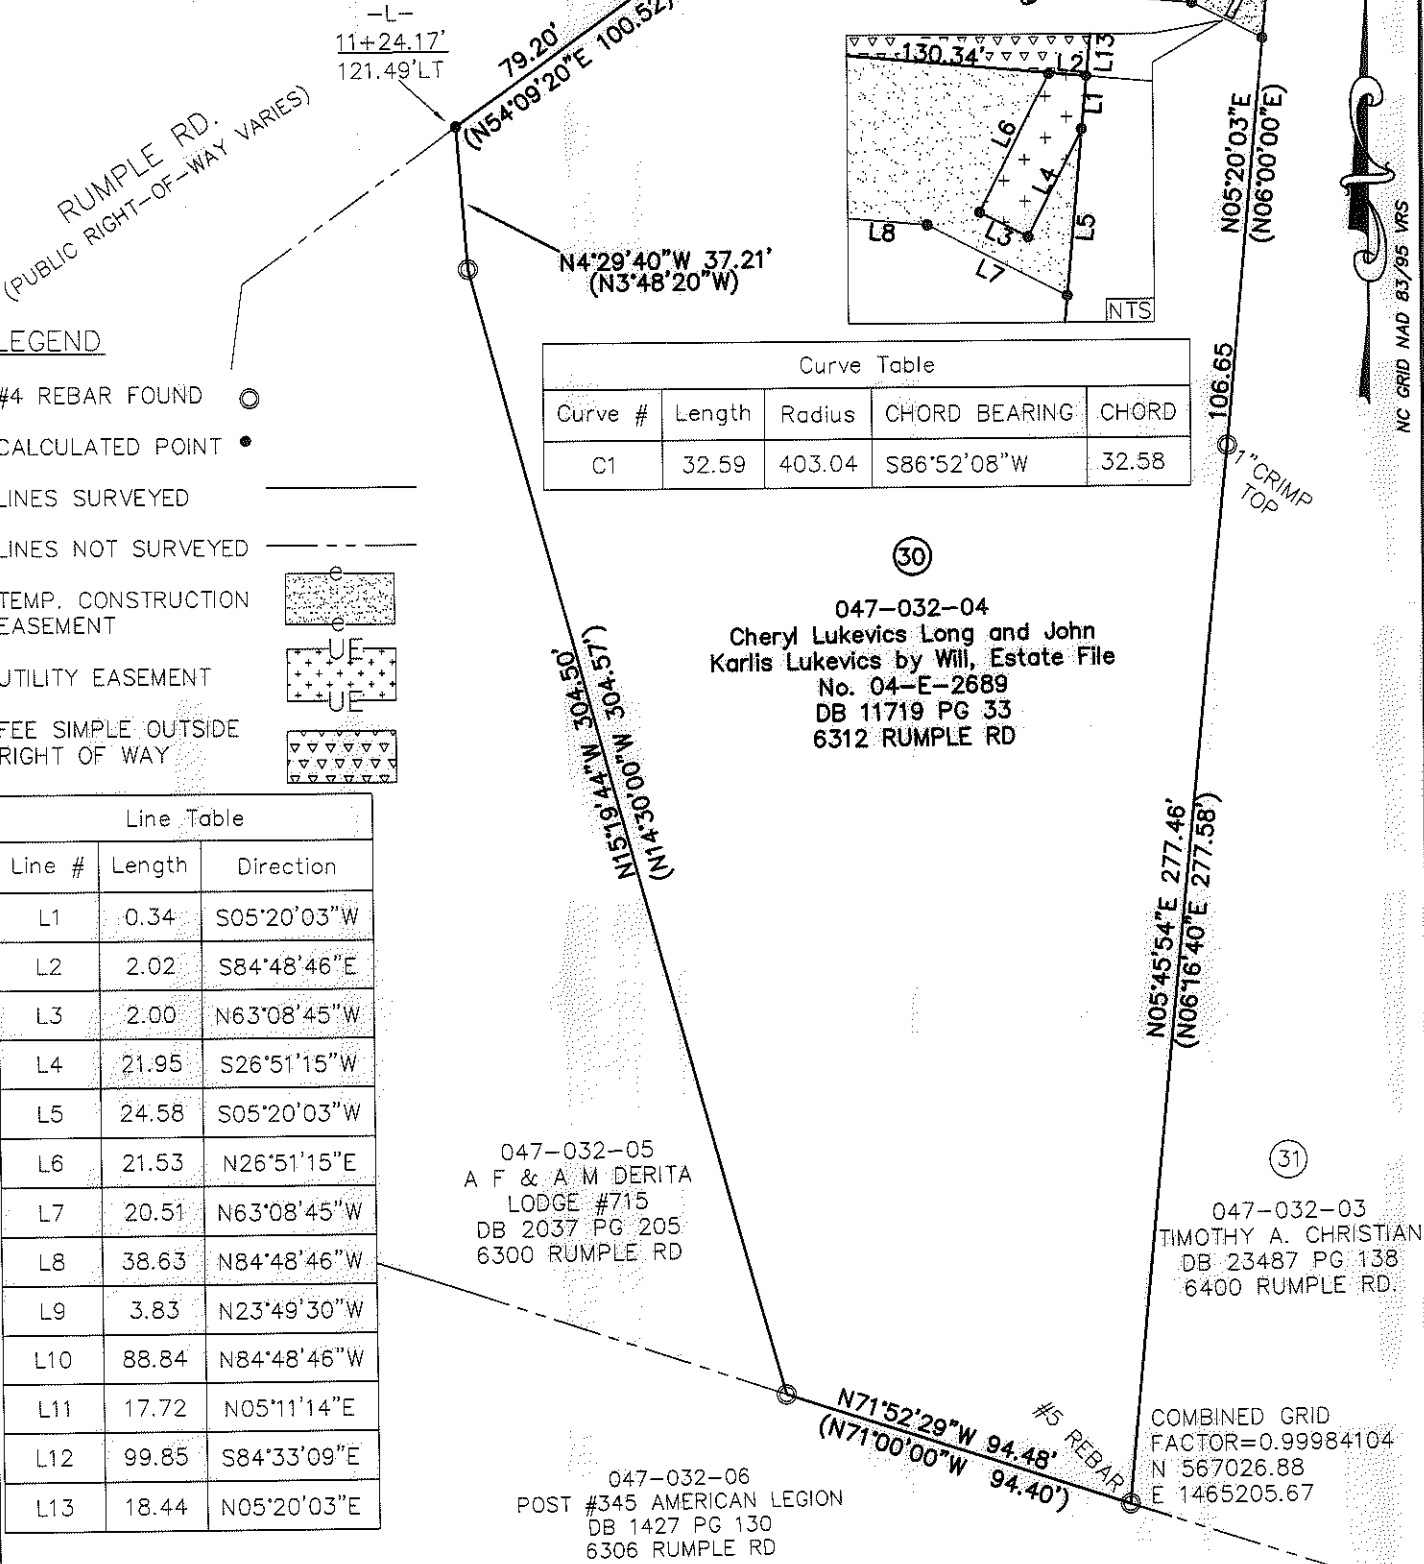 -L-
11+24.17'
121.49'LT
79.20'
(N54°09'20"E 100.52)
RUMPLE RD.
(PUBLIC RIGHT-OF-WAY VARIES)
N4°29'40"W 37.21'
(N3°48'20"W)
130.34'
L2
L13
L1
L6
L4
L3
L5
L8
L7
NTS
N05°20'03"E
(N06°00'00"E)
106.65
1"CRIMP
TOP
NC GRID NAD 83/95 VRS
LEGEND
#4 REBAR FOUND
CALCULATED POINT
LINES SURVEYED
LINES NOT SURVEYED
TEMP. CONSTRUCTION
EASEMENT
e
e
UTILITY EASEMENT
UE
UE
FEE SIMPLE OUTSIDE
RIGHT OF WAY
Curve Table
Curve # Length Radius CHORD BEARING CHORD
C1 32.59 403.04 S86°52'08"W 32.58
30
047-032-04
Cheryl Lukevics Long and John
Karlis Lukevics by Will, Estate File
No. 04-E-2689
DB 11719 PG 33
6312 RUMPLE RD
N15°19'44"W 304.50'
(N14°30'00"W 304.57')
N05°45'54"E 277.46'
(N06°16'40"E 277.58')
Line Table
Line # Length Direction
L1 0.34 S05°20'03"W
L2 2.02 S84°48'46"E
L3 2.00 N63°08'45"W
L4 21.95 S26°51'15"W
L5 24.58 S05°20'03"W
L6 21.53 N26°51'15"E
L7 20.51 N63°08'45"W
L8 38.63 N84°48'46"W
L9 3.83 N23°49'30"W
L10 88.84 N84°48'46"W
L11 17.72 N05°11'14"E
L12 99.85 S84°33'09"E
L13 18.44 N05°20'03"E
047-032-05
A F & A M DERITA
LODGE #715
DB 2037 PG 205
6300 RUMPLE RD
31
047-032-03
TIMOTHY A. CHRISTIAN
DB 23487 PG 138
6400 RUMPLE RD.
N71°52'29"W 94.48'
(N71°00'00"W 94.40')
#5 REBAR
COMBINED GRID
FACTOR=0.99984104
N 567026.88
E 1465205.67
047-032-06
POST #345 AMERICAN LEGION
DB 1427 PG 130
6306 RUMPLE RD